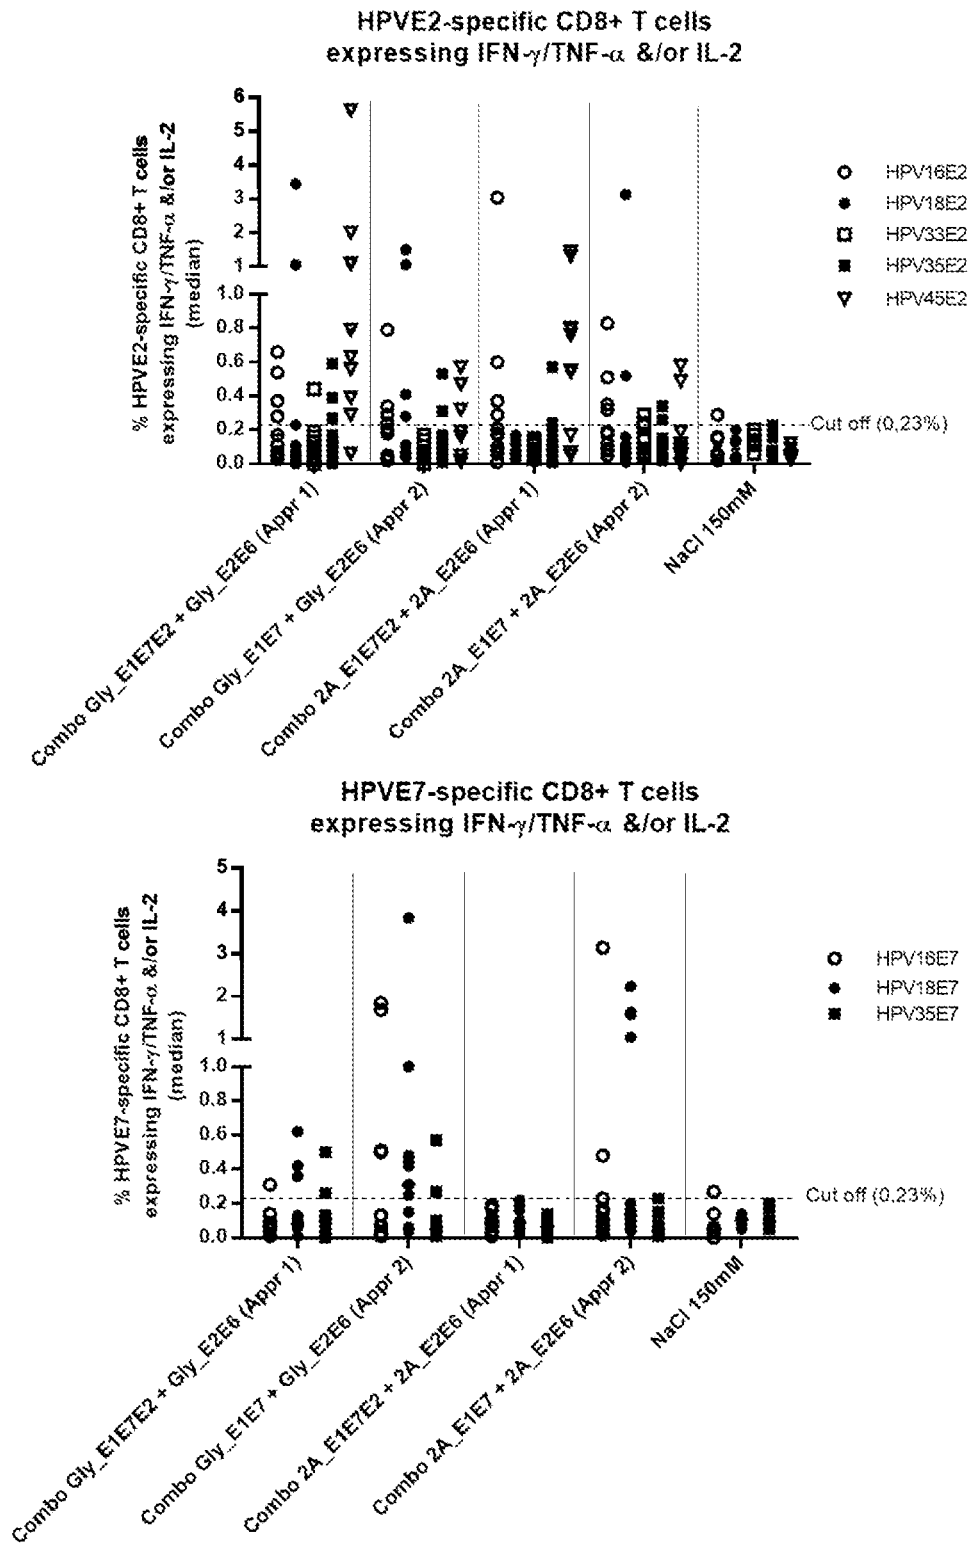 HPVE2-specific CD8+ T cells
expressing IFN-γ/TNF-α &/or IL-2
% HPVE2-specific CD8+ T cells
expressing IFN-γ/TNF-α &/or IL-2
(median)
6
5
4
3
2
1
1.0
0.8
0.6
0.4
0.2
0.0
HPV16E2
HPV18E2
HPV33E2
HPV35E2
HPV45E2
Cut off (0,23%)
Combo Gly_E1E7E2 + Gly_E2E6 (Appr 1)
Combo Gly_E1E7 + Gly_E2E6 (Appr 2)
Combo 2A_E1E7E2 + 2A_E2E6 (Appr 1)
Combo 2A_E1E7 + 2A_E2E6 (Appr 2)
NaCl 150mM
HPVE7-specific CD8+ T cells
expressing IFN-γ/TNF-α &/or IL-2
% HPVE7-specific CD8+ T cells
expressing IFN-γ/TNF-α &/or IL-2
(median)
5
4
3
2
1
1.0
0.8
0.6
0.4
0.2
0.0
HPV16E7
HPV18E7
HPV35E7
Cut off (0,23%)
Combo Gly_E1E7E2 + Gly_E2E6 (Appr 1)
Combo Gly_E1E7 + Gly_E2E6 (Appr 2)
Combo 2A_E1E7E2 + 2A_E2E6 (Appr 1)
Combo 2A_E1E7 + 2A_E2E6 (Appr 2)
NaCl 150mM